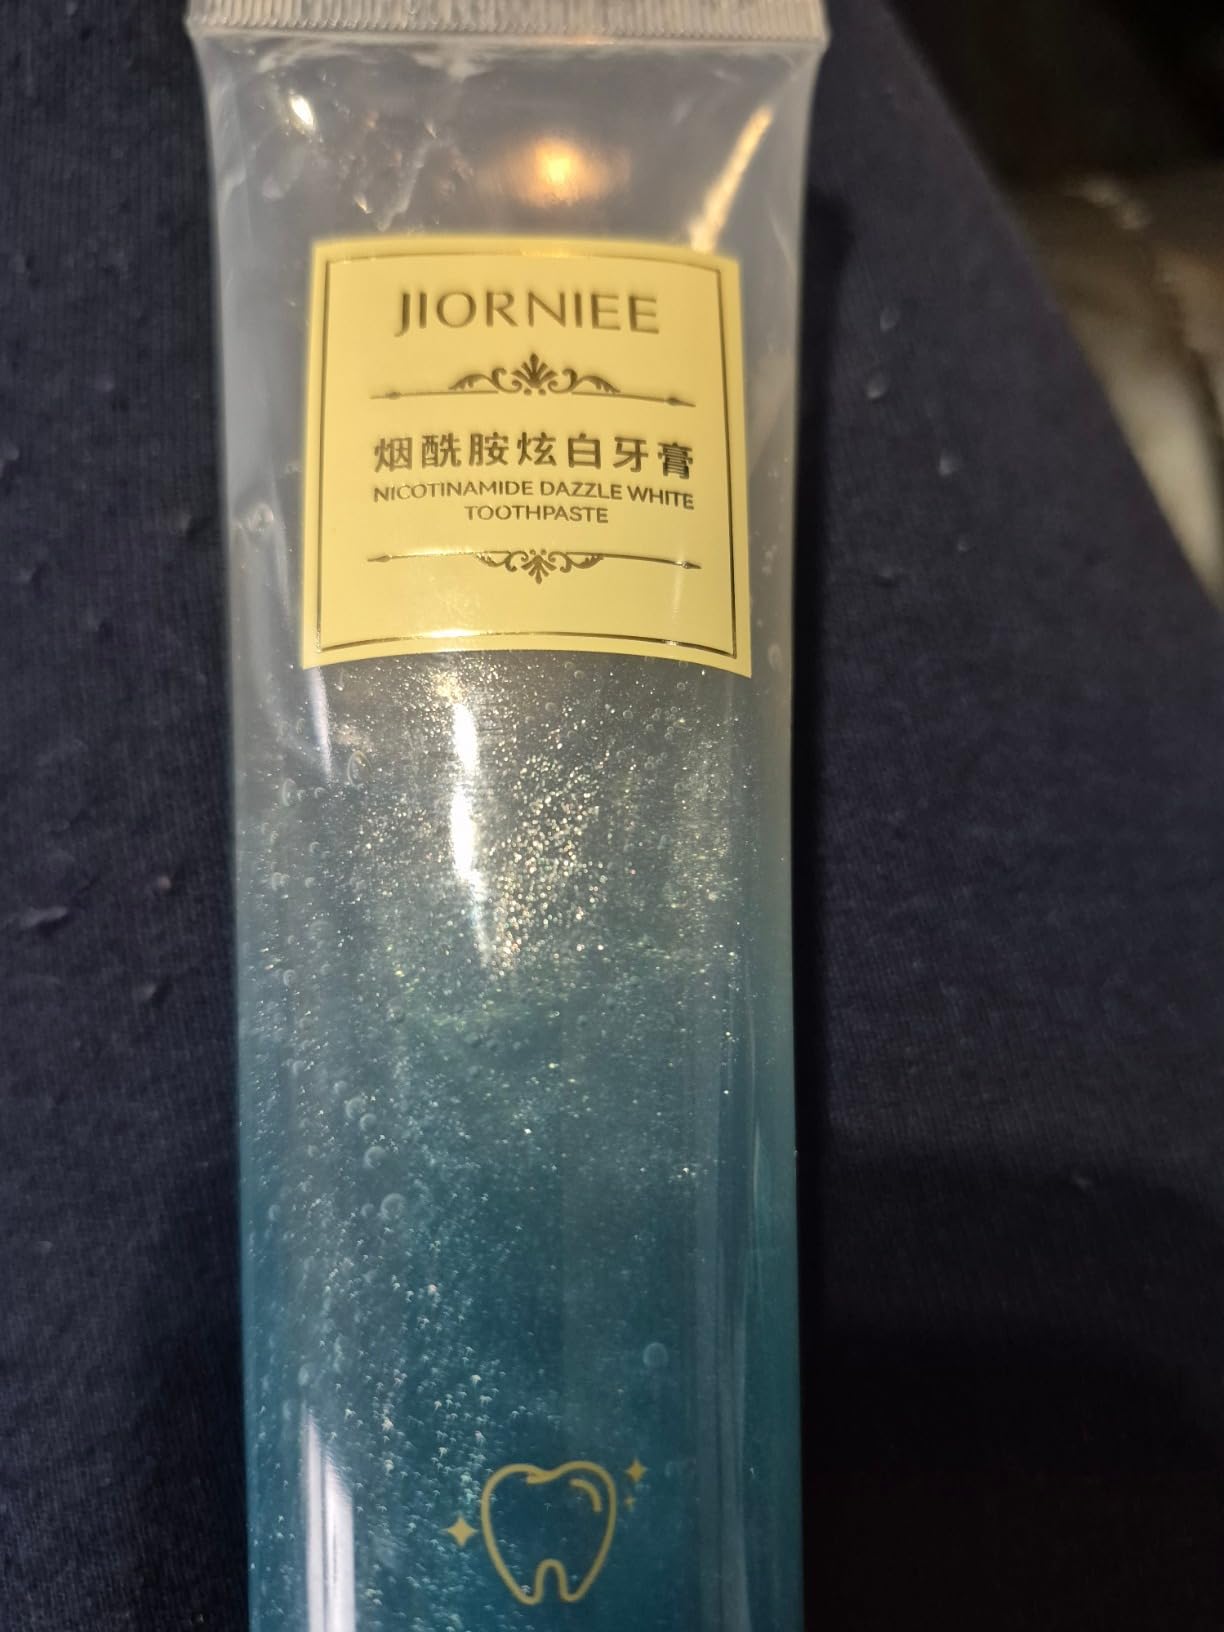 JIORNIEE
烟酰胺炫白牙膏
NICOTINAMIDE DAZZLE WHITE
TOOTHPASTE